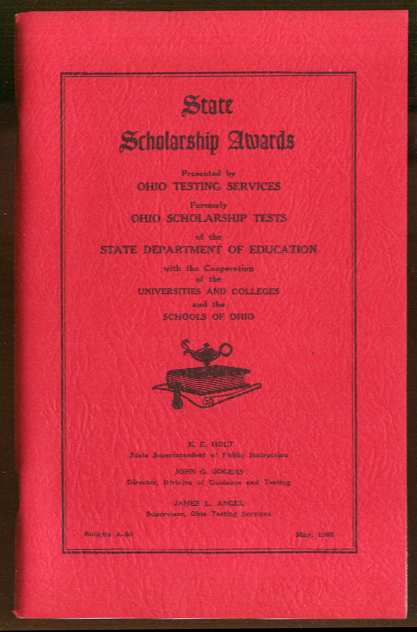 State
Scholarship Awards
Presented by
OHIO TESTING SERVICES
Formerly
OHIO SCHOLARSHIP TESTS
of the
STATE DEPARTMENT OF EDUCATION
with the Cooperation
of the
UNIVERSITIES AND COLLEGES
and the
SCHOOLS OF OHIO
E. E. HOLT
State Superintendent of Public Instruction
JOHN G. ODGERS
Director, Division of Guidance and Testing
JAMES L. ANGEL
Supervisor, Ohio Testing Services
Bulletin
May,